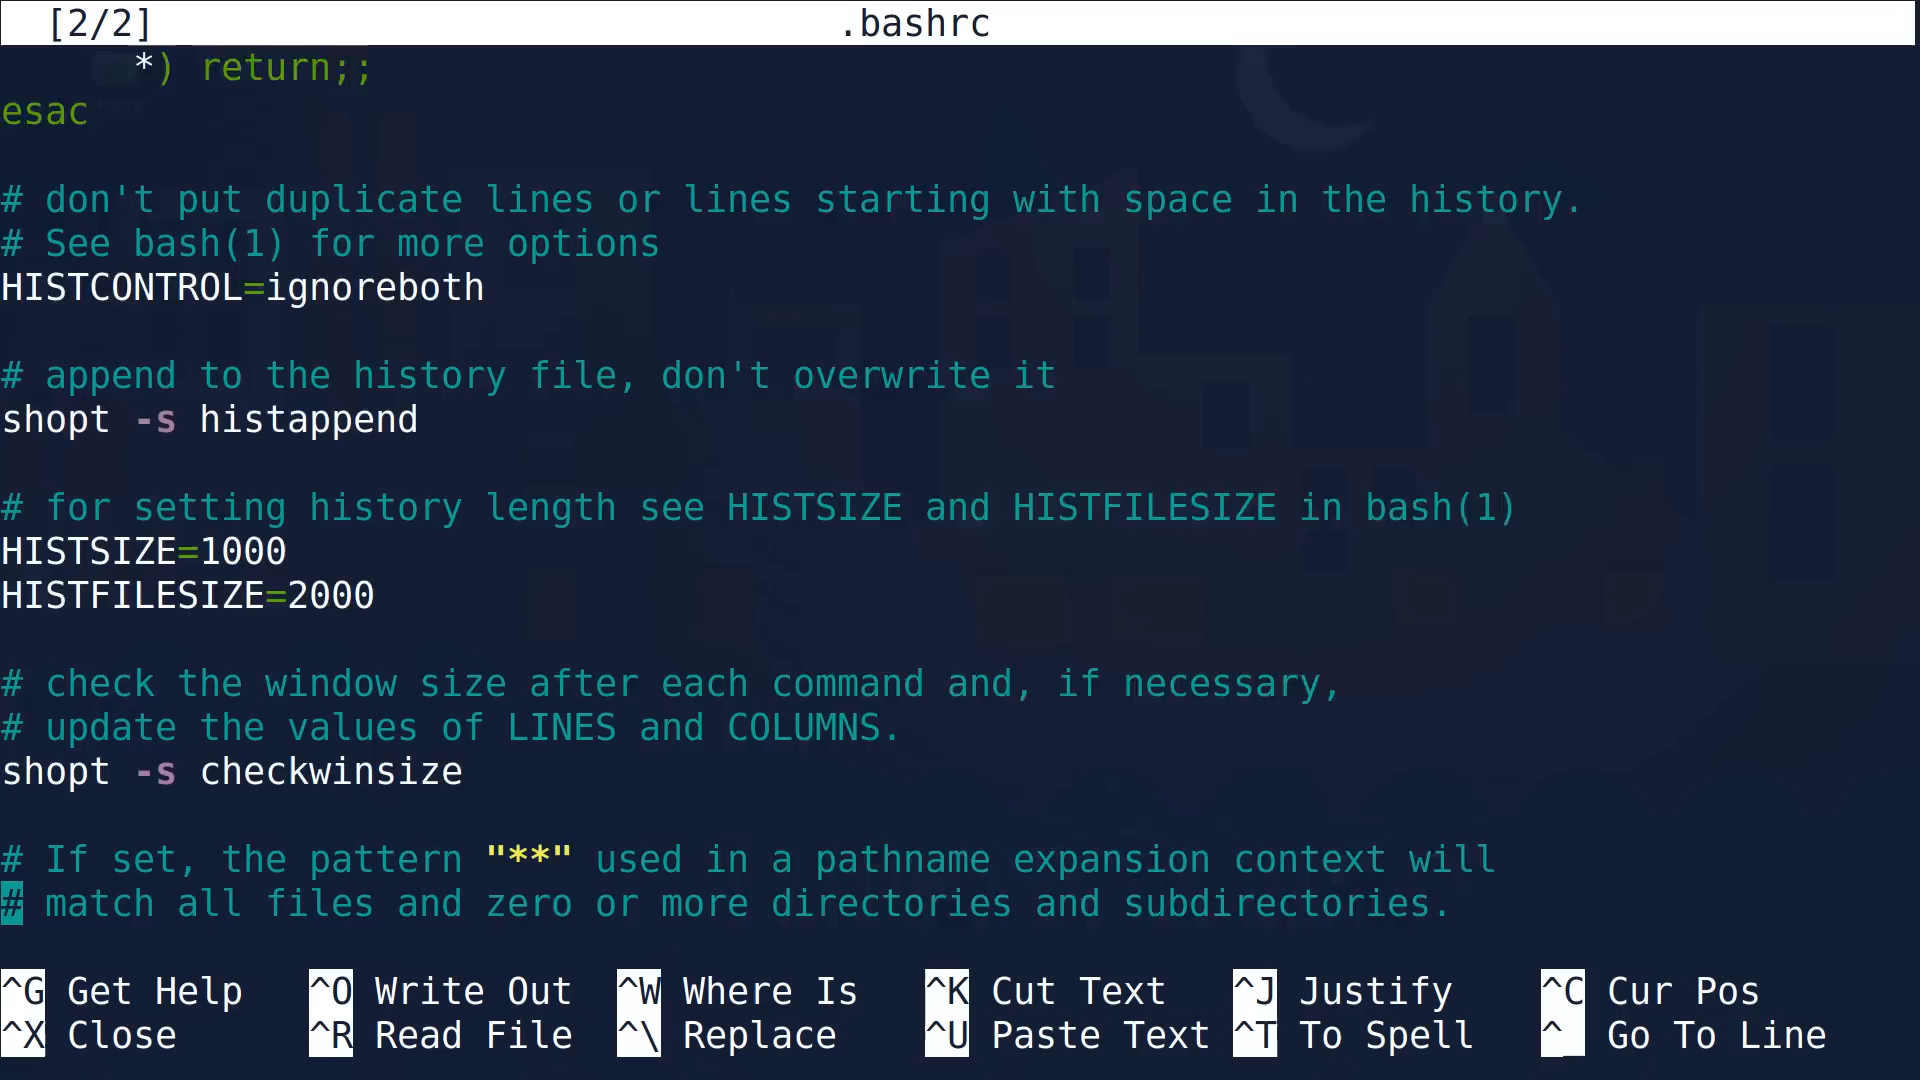 [2/2] .bashrc
*) return;;
esac
# don't put duplicate lines or lines starting with space in the history.
# See bash(1) for more options
HISTCONTROL=ignoreboth
# append to the history file, don't overwrite it
shopt -s histappend
# for setting history length see HISTSIZE and HISTFILESIZE in bash(1)
HISTSIZE=1000
HISTFILESIZE=2000
# check the window size after each command and, if necessary,
# update the values of LINES and COLUMNS.
shopt -s checkwinsize
# If set, the pattern "**" used in a pathname expansion context will
# match all files and zero or more directories and subdirectories.
^G Get Help ^O Write Out ^W Where Is ^K Cut Text ^J Justify ^C Cur Pos
^X Close ^R Read File ^\ Replace ^U Paste Text ^T To Spell ^_ Go To Line